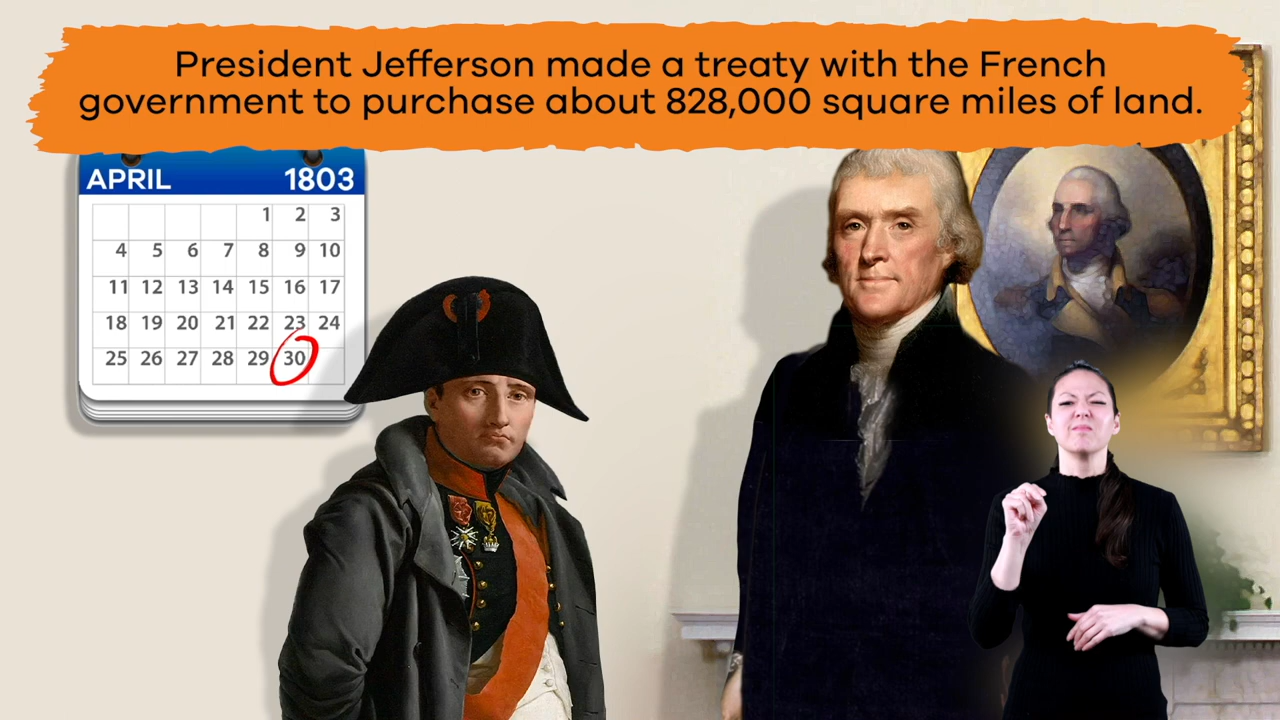 President Jefferson made a treaty with the French
government to purchase about 828,000 square miles of land.
APRIL 1803
1 2 3
4 5 6 7 8 9 10
11 12 13 14 15 16 17
18 19 20 21 22 23 24
25 26 27 28 29 30